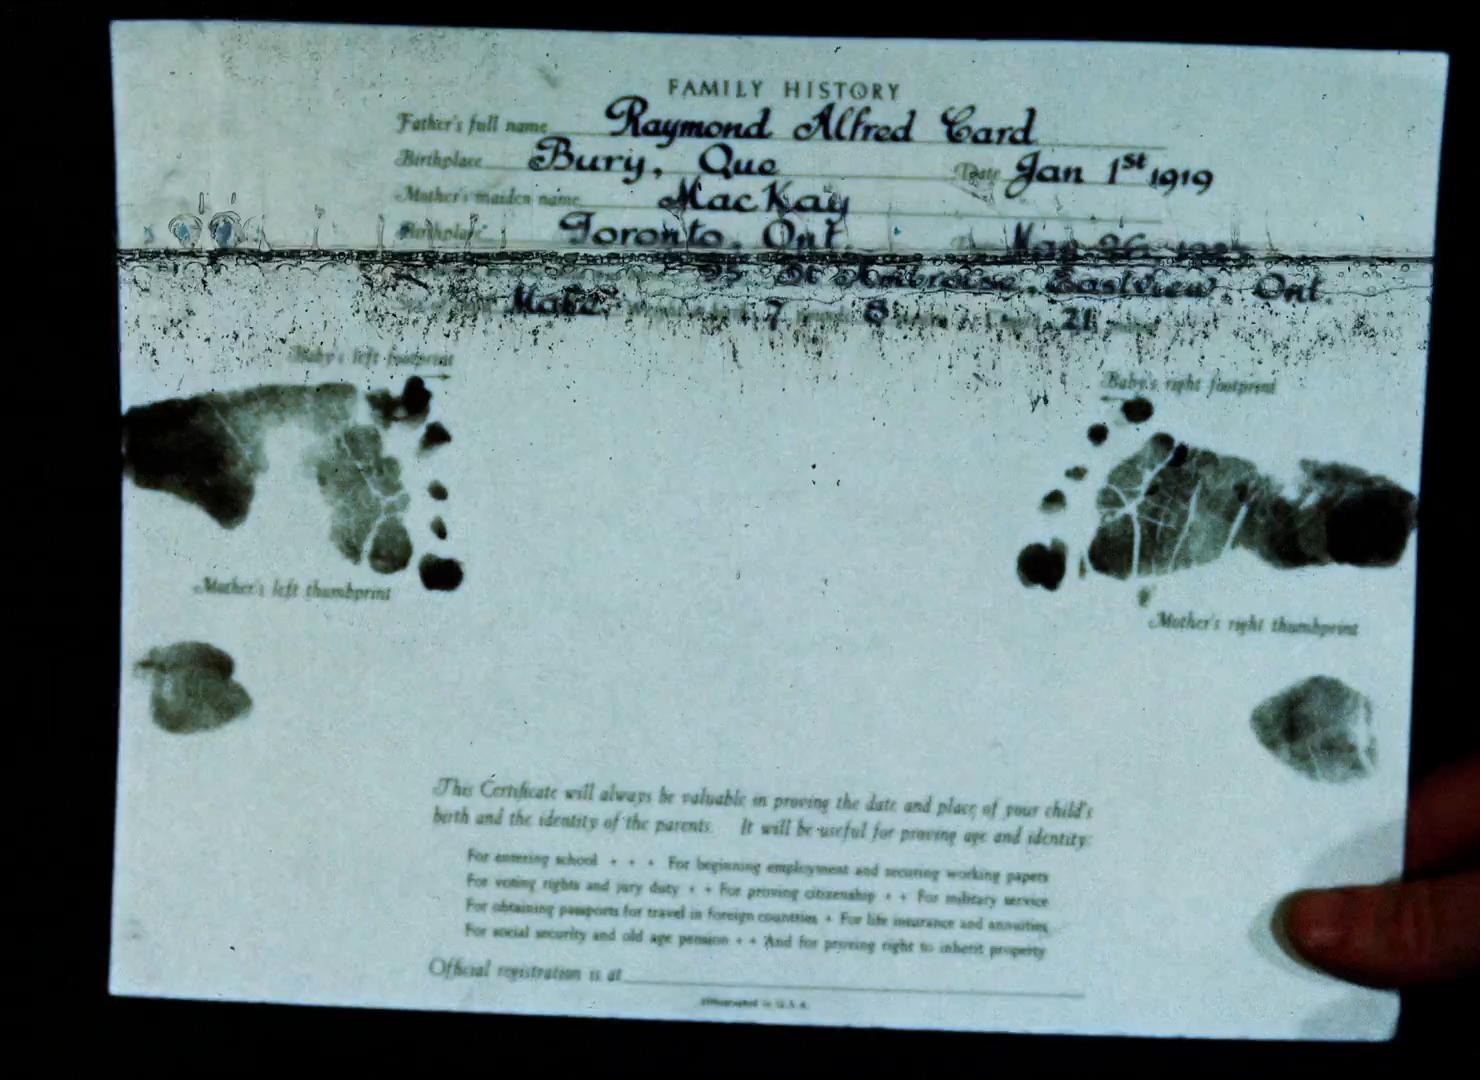 FAMILY HISTORY
Father's full name Raymond Alfred Card
Birthplace Bury, Que Date Jan 1st 1919
Mother's maiden name MacKay
Birthplace Toronto, Ont. May 26
St Ambroise, Eastview, Ont.
Male 7 8 21
Baby's left footprint
Baby's right footprint
Mother's left thumbprint
Mother's right thumbprint
This Certificate will always be valuable in proving the date and place of your child's
birth and the identity of the parents. It will be useful for proving age and identity:
For entering school + + + For beginning employment and securing working papers
For voting rights and jury duty + + For proving citizenship + + For military service
For obtaining passports for travel in foreign countries + For life insurance and annuities
For social security and old age pension + + And for proving right to inherit property
Official registration is at